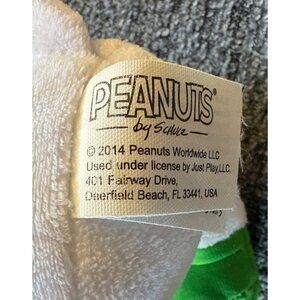 PEANUTS
by SCHULZ
© 2014 Peanuts Worldwide LLC
Used under license by Just Play, LLC.
401 Fairway Drive,
Deerfield Beach, FL 33441, USA